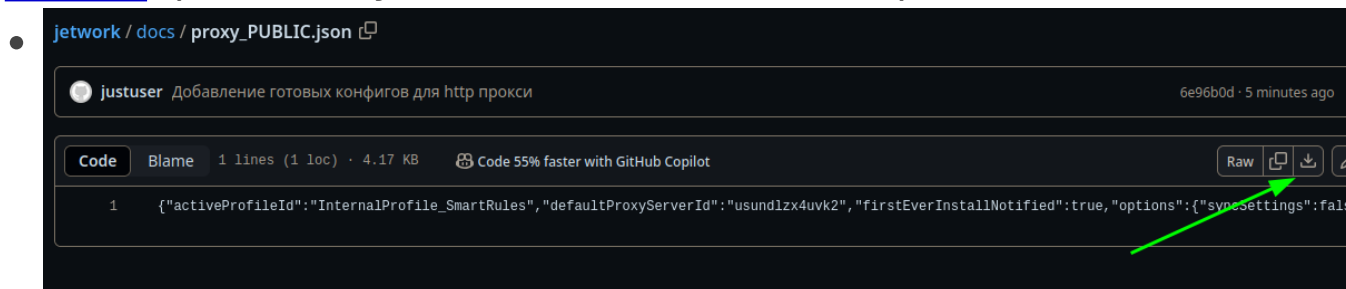 jetwork / docs / proxy_PUBLIC.json
justuser Добавление готовых конфигов для http прокси
6e96b0d · 5 minutes ago
Code Blame 1 lines (1 loc) · 4.17 KB Code 55% faster with GitHub Copilot Raw
1 {"activeProfileId":"InternalProfile_SmartRules","defaultProxyServerId":"usundlzx4uvk2","firstEverInstallNotified":true,"options":{"syncSettings":fals